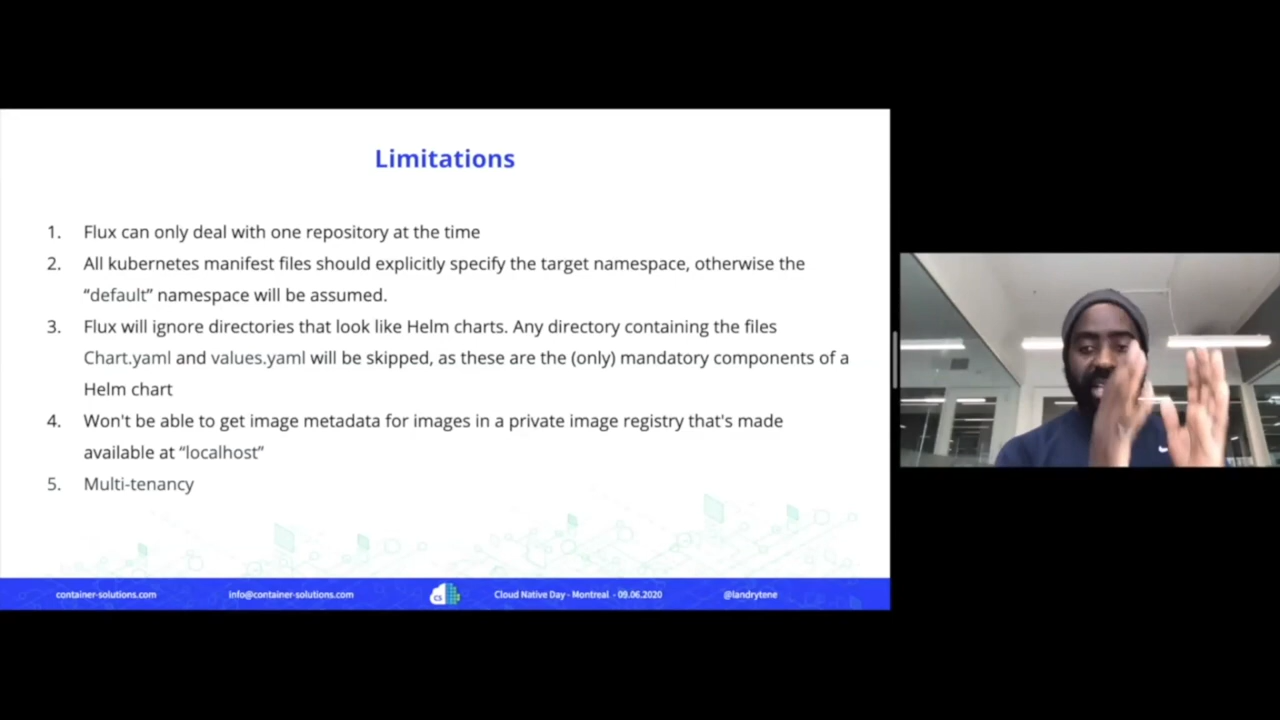 Limitations
1. Flux can only deal with one repository at the time
2. All kubernetes manifest files should explicitly specify the target namespace, otherwise the
“default” namespace will be assumed.
3. Flux will ignore directories that look like Helm charts. Any directory containing the files
Chart.yaml and values.yaml will be skipped, as these are the (only) mandatory components of a
Helm chart
4. Won't be able to get image metadata for images in a private image registry that's made
available at “localhost”
5. Multi-tenancy
container-solutions.com
info@container-solutions.com
CS
Cloud Native Day - Montreal - 09.06.2020
@landrytene